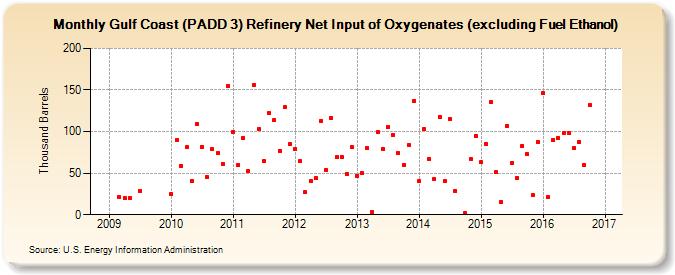 Monthly Gulf Coast (PADD 3) Refinery Net Input of Oxygenates (excluding Fuel Ethanol)
Thousand Barrels
200
150
100
50
0
2009 2010 2011 2012 2013 2014 2015 2016 2017
Source: U.S. Energy Information Administration